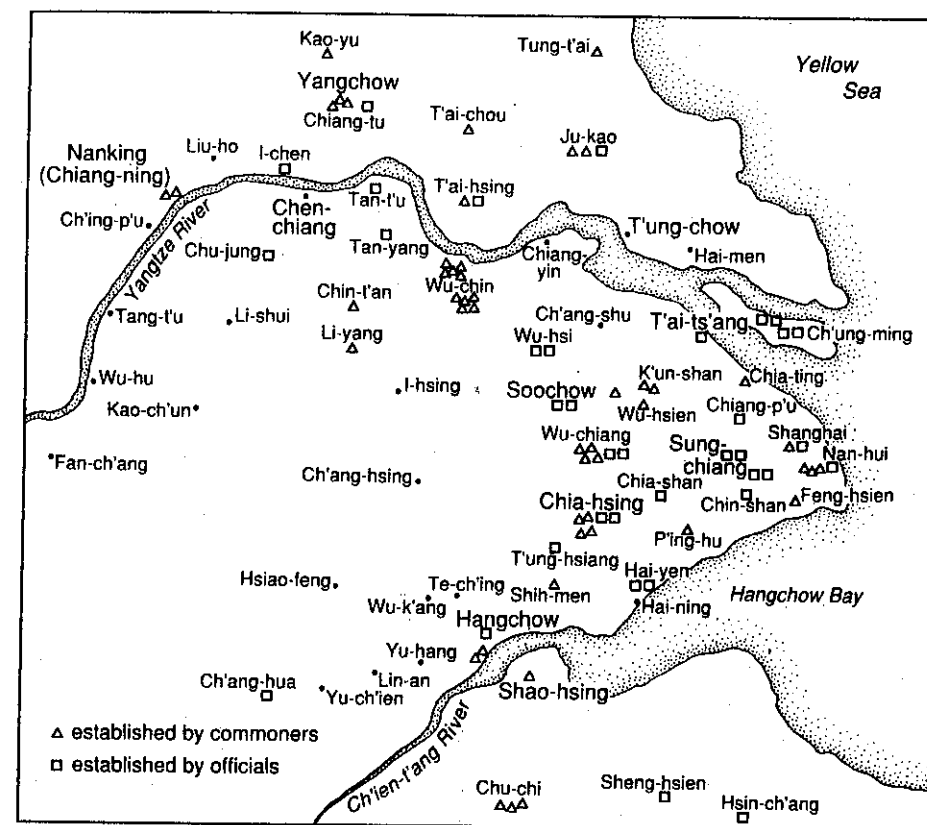 Kao-yu
Tung-t'ai
Yellow
Sea
Yangchow
Chiang-tu
T'ai-chou
Ju-kao
Nanking
(Chiang-ning)
Liu-ho
I-chen
Tan-t'u
T'ai-hsing
Chen-
chiang
Ch'ing-p'u
Yangtze River
Chu-jung
Tan-yang
Chiang-
yin
T'ung-chow
Hai-men
Wu-chin
Chin-t'an
Tang-t'u
Li-shui
Li-yang
Ch'ang-shu
Wu-hsi
T'ai-ts'ang
Ch'ung-ming
Wu-hu
Kao-ch'un
I-hsing
Soochow
K'un-shan
Wu-hsien
Chia-ting
Chiang-p'u
Fan-ch'ang
Ch'ang-hsing
Wu-chiang
Sung-
chiang
Shanghai
Nan-hui
Chia-shan
Chin-shan
Feng-hsien
Chia-hsing
P'ing-hu
T'ung-hsiang
Hsiao-feng
Te-ch'ing
Wu-k'ang
Shih-men
Hai-yen
Hai-ning
Hangchow Bay
Hangchow
Yu-hang
Lin-an
Ch'ang-hua
Yu-ch'ien
Shao-hsing
△ established by commoners
□ established by officials
Ch'ien-t'ang River
Chu-chi
Sheng-hsien
Hsin-ch'ang